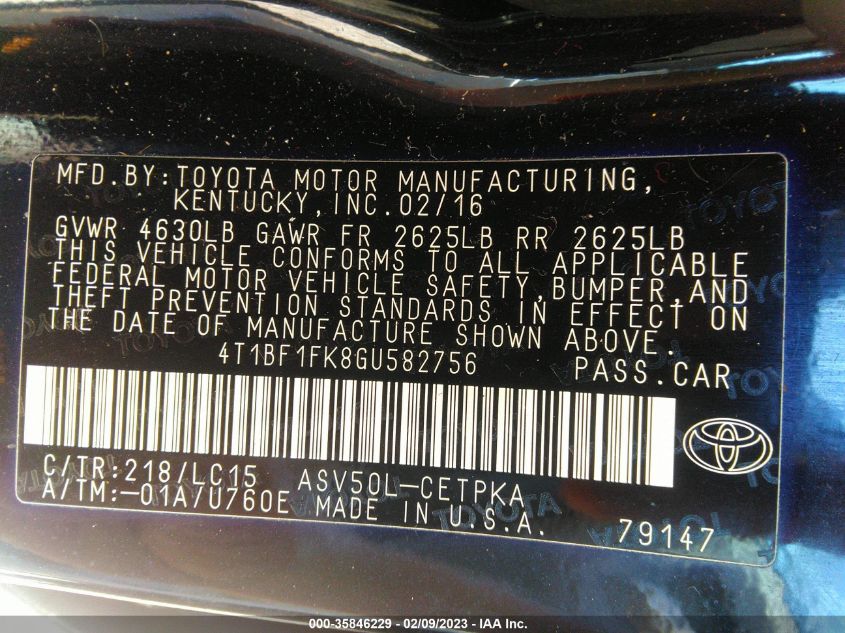 MFD.BY:TOYOTA MOTOR MANUFACTURING,
KENTUCKY,INC.02/16
GVWR 4630LB GAWR FR 2625LB RR 2625LB
THIS VEHICLE CONFORMS TO ALL APPLICABLE
FEDERAL MOTOR VEHICLE SAFETY,BUMPER,AND
THEFT PREVENTION STANDARDS IN EFFECT ON
THE DATE OF MANUFACTURE SHOWN ABOVE.
4T1BF1FK8GU582756 PASS.CAR
C/TR:218/LC15 ASV50L-CETPKA
A/TM:-01A/U760E MADE IN U.S.A. 79147
000-35846229 - 02/09/2023 - IAA Inc.